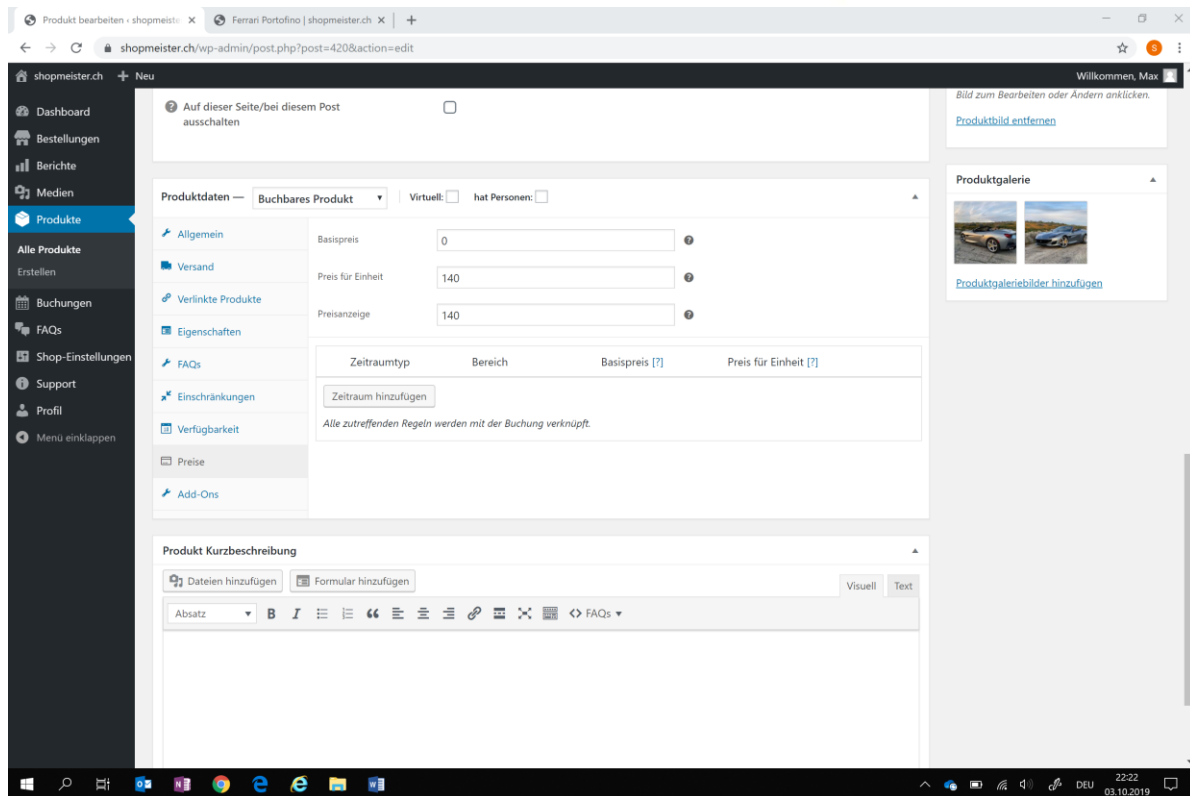 Produkt bearbeiten ‹ shopmeiste
Ferrari Portofino | shopmeister.ch
shopmeister.ch/wp-admin/post.php?post=420&action=edit
S
shopmeister.ch
Neu
Willkommen, Max
Dashboard
Bestellungen
Berichte
Medien
Produkte
Alle Produkte
Erstellen
Buchungen
FAQs
Shop-Einstellungen
Support
Profil
Menü einklappen
Auf dieser Seite/bei diesem Post
ausschalten
Bild zum Bearbeiten oder Ändern anklicken.
Produktbild entfernen
Produktdaten — Buchbares Produkt Virtuell: hat Personen:
Allgemein
Versand
Verlinkte Produkte
Eigenschaften
FAQs
Einschränkungen
Verfügbarkeit
Preise
Add-Ons
Basispreis 0
Preis für Einheit 140
Preisanzeige 140
Zeitraumtyp Bereich Basispreis [?] Preis für Einheit [?]
Zeitraum hinzufügen
Alle zutreffenden Regeln werden mit der Buchung verknüpft.
Produktgalerie
Produktgaleriebilder hinzufügen
Produkt Kurzbeschreibung
Dateien hinzufügen
Formular hinzufügen
Visuell Text
Absatz B I FAQs
DEU
22:22
03.10.2019